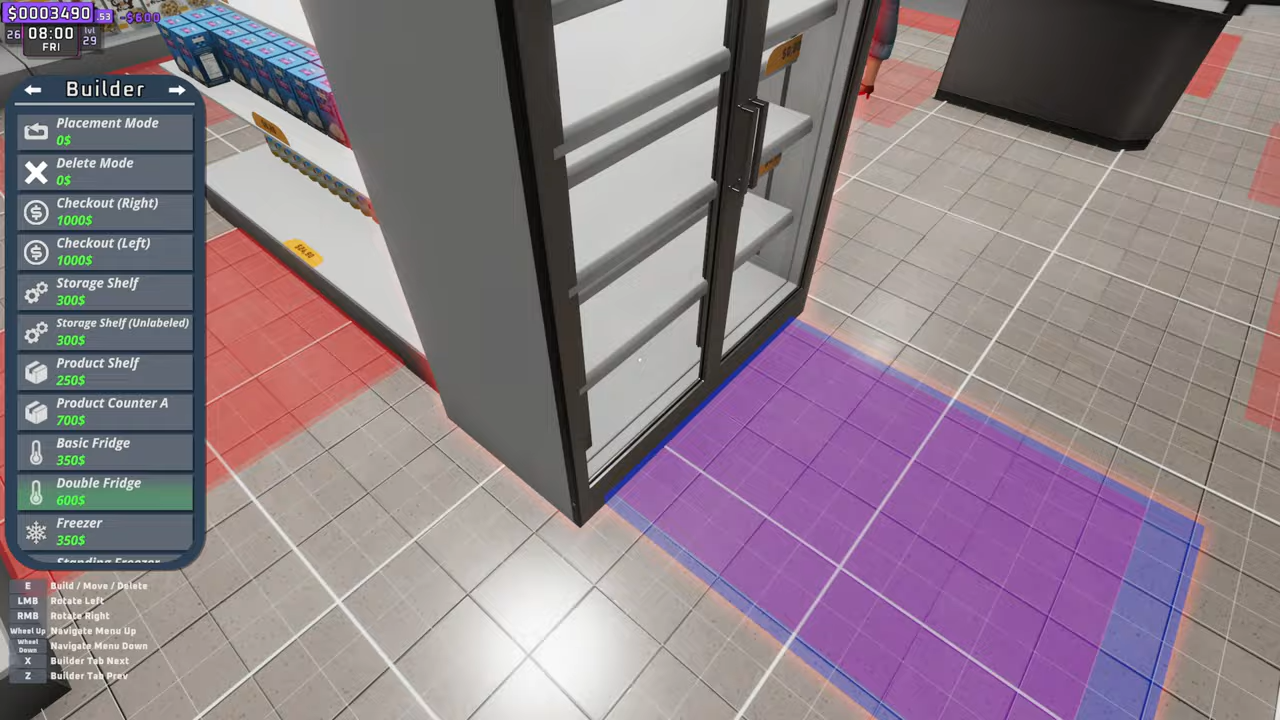 $0003490 .53 -$600
26 08:00 lvl 29
FRI
Builder
Placement Mode
0$
Delete Mode
0$
Checkout (Right)
1000$
Checkout (Left)
1000$
Storage Shelf
300$
Storage Shelf (Unlabeled)
300$
Product Shelf
250$
Product Counter A
700$
Basic Fridge
350$
Double Fridge
600$
Freezer
350$
Standing Freezer
E Build / Move / Delete
LMB Rotate Left
RMB Rotate Right
Wheel Up Navigate Menu Up
Wheel Down Navigate Menu Down
X Builder Tab Next
Z Builder Tab Prev